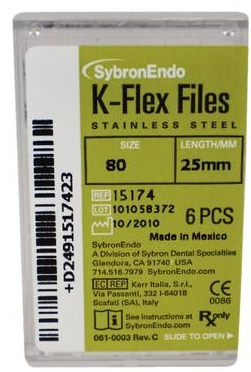 SybronEndo
K-Flex Files
STAINLESS STEEL
SIZE LENGTH/MM
80 25mm
REF 15174
LOT 101058372
10/2010 6 PCS
Made in Mexico
SybronEndo
A Division of Sybron Dental Specialties
Glendora, CA 91740 USA
714.516.7979 SybronEndo.com
EC REP Kerr Italia, S.r.l.,
Via Passanti, 332 I-84018
Scafati (SA), Italy
CE
0086
See instructions at
SybronEndo.com
Rx only
061-0003 Rev. C SLIDE TO OPEN
+D2491517423